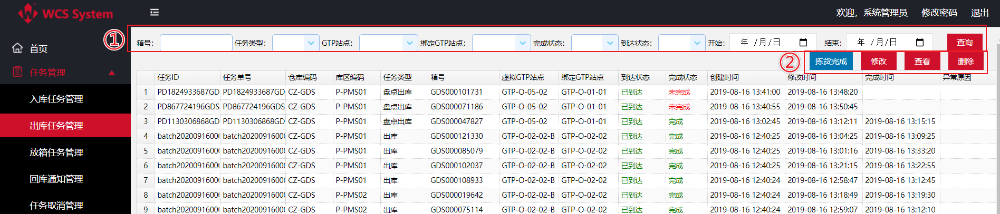 WCS System
欢迎，系统管理员 修改密码 退出
首页
任务管理
入库任务管理
出库任务管理
放箱任务管理
回库通知管理
任务取消管理
①
箱号： 任务类型： GTP站点： 绑定GTP站点： 完成状态： 到达状态： 开始： 年 /月/日 结束： 年 /月/日 查询
② 拣货完成 修改 查看 删除
任务ID 任务单号 仓库编码 库区编码 任务类型 箱号 虚拟GTP站点 绑定GTP站点 到达状态 完成状态 创建时间 修改时间 完成时间 异常原因
1 PD1824933687GD PD1824933687GD CZ-GDS P-PMS01 盘点出库 GDS000101731 GTP-O-05-02 GTP-O-01-01 已到达 未完成 2019-08-16 13:41:00 2019-08-16 13:48:20
2 PD867724196GDS PD867724196GDS CZ-GDS P-PMS01 盘点出库 GDS000071186 GTP-O-05-02 GTP-O-01-01 已到达 未完成 2019-08-16 13:40:55 2019-08-16 13:50:45
3 PD1130306868GD PD1130306868GD CZ-GDS P-PMS01 盘点出库 GDS000047827 GTP-O-05-02 GTP-O-01-01 已到达 完成 2019-08-16 13:02:45 2019-08-16 13:12:11 2019-08-16 13:15:15
4 batch20200916000 batch20200916000 CZ-GDS P-PMS01 出库 GDS000121330 GTP-O-02-02-B GTP-O-02-02 已到达 完成 2019-08-16 12:40:25 2019-08-16 13:04:25 2019-08-16 13:09:25
5 batch20200916000 batch20200916000 CZ-GDS P-PMS01 出库 GDS000085079 GTP-O-02-02-B GTP-O-02-02 已到达 完成 2019-08-16 12:40:25 2019-08-16 13:01:16 2019-08-16 13:33:20
6 batch20200916000 batch20200916000 CZ-GDS P-PMS01 出库 GDS000102037 GTP-O-02-02-B GTP-O-02-02 已到达 完成 2019-08-16 12:40:25 2019-08-16 13:21:15 2019-08-16 13:22:55
7 batch20200916000 batch20200916000 CZ-GDS P-PMS01 出库 GDS000108933 GTP-O-02-02-B GTP-O-02-02 已到达 完成 2019-08-16 12:40:24 2019-08-16 12:58:47 2019-08-16 13:12:45
8 batch20200916000 batch20200916000 CZ-GDS P-PMS02 出库 GDS000019642 GTP-O-02-02-B GTP-O-02-02 已到达 完成 2019-08-16 12:40:24 2019-08-16 13:18:49 2019-08-16 13:19:30
9 batch20200916000 batch20200916000 CZ-GDS P-PMS02 出库 GDS000075114 GTP-O-02-02-B GTP-O-02-02 已到达 完成 2019-08-16 12:40:24 2019-08-16 12:59:07 2019-08-16 13:12:10